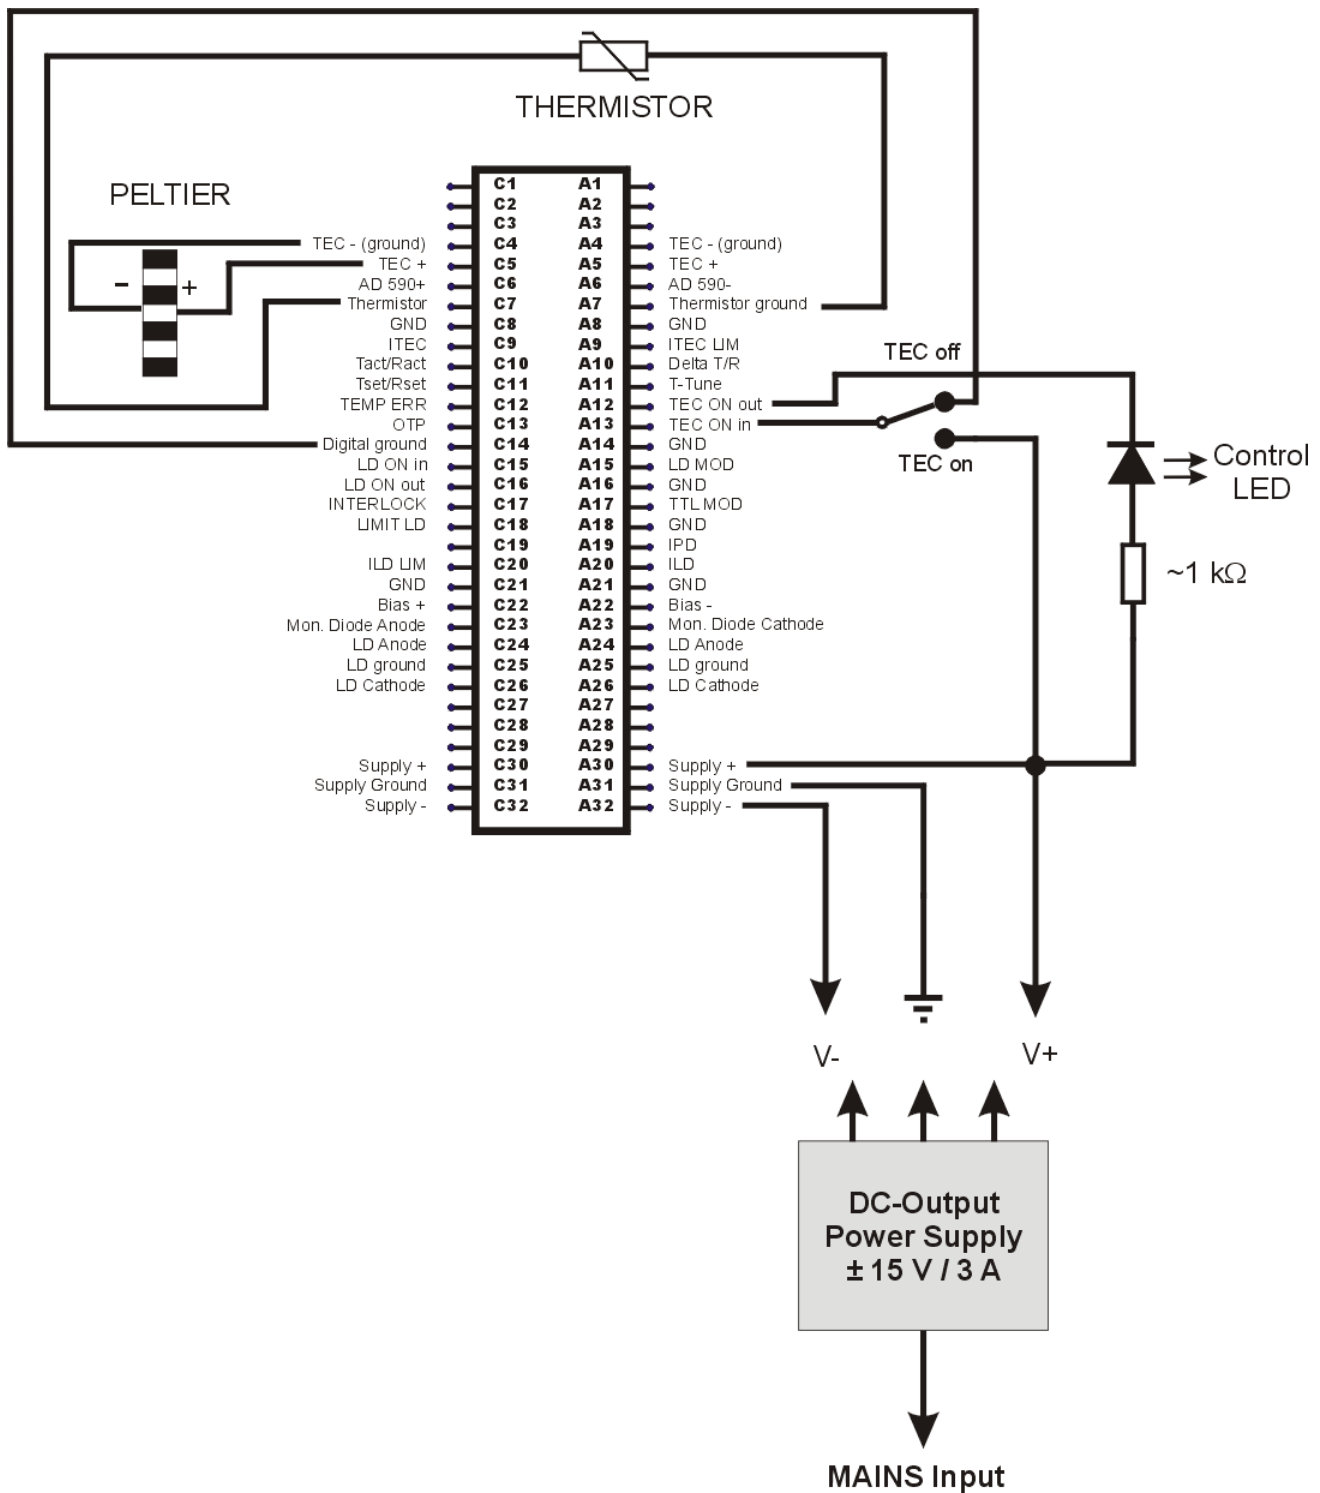 THERMISTOR
PELTIER
- +
C1 A1
C2 A2
C3 A3
TEC - (ground) C4 A4 TEC - (ground)
TEC + C5 A5 TEC +
AD 590+ C6 A6 AD 590-
Thermistor C7 A7 Thermistor ground
GND C8 A8 GND
ITEC C9 A9 ITEC LIM
Tact/Ract C10 A10 Delta T/R
Tset/Rset C11 A11 T-Tune
TEMP ERR C12 A12 TEC ON out
OTP C13 A13 TEC ON in
Digital ground C14 A14 GND
LD ON in C15 A15 LD MOD
LD ON out C16 A16 GND
INTERLOCK C17 A17 TTL MOD
LIMIT LD C18 A18 GND
C19 A19 IPD
ILD LIM C20 A20 ILD
GND C21 A21 GND
Bias + C22 A22 Bias -
Mon. Diode Anode C23 A23 Mon. Diode Cathode
LD Anode C24 A24 LD Anode
LD ground C25 A25 LD ground
LD Cathode C26 A26 LD Cathode
C27 A27
C28 A28
C29 A29
Supply + C30 A30 Supply +
Supply Ground C31 A31 Supply Ground
Supply - C32 A32 Supply -
TEC off
TEC on
Control
LED
~1 kΩ
V- V+
DC-Output
Power Supply
± 15 V / 3 A
MAINS Input